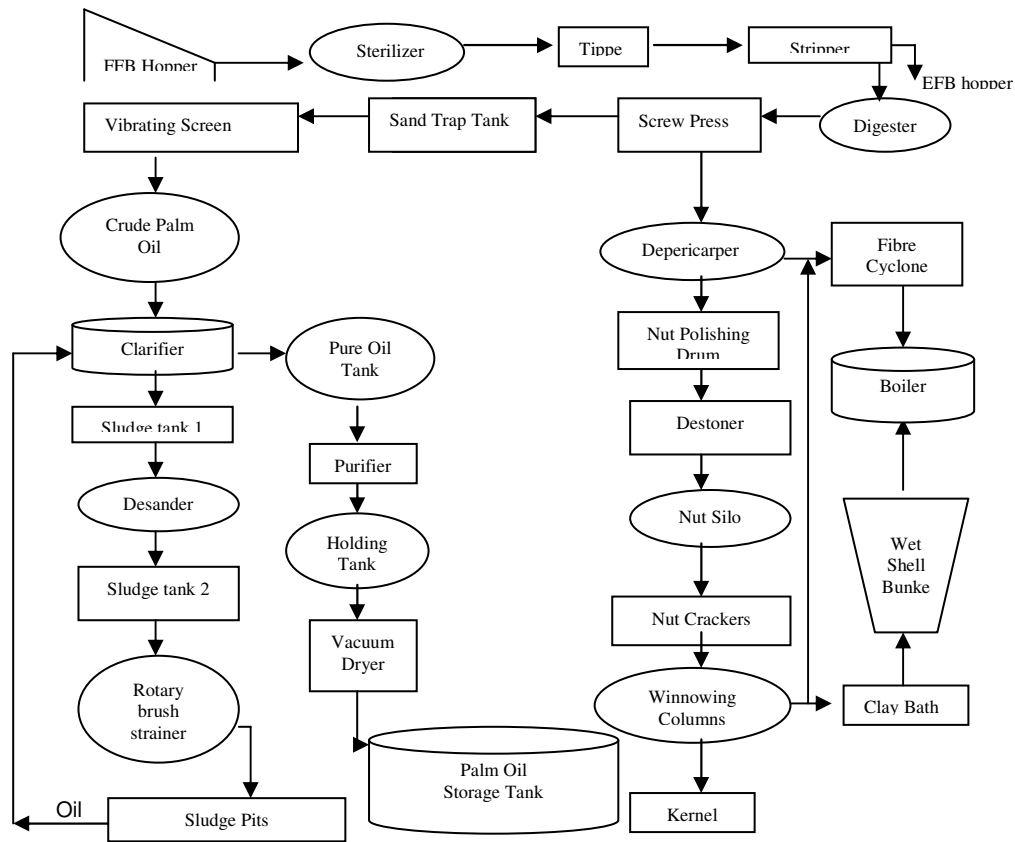 FFB Hopper
Sterilizer
Tippe
Stripper
EFB hopper
Vibrating Screen
Sand Trap Tank
Screw Press
Digester
Crude Palm
Oil
Depericarper
Fibre
Cyclone
Clarifier
Pure Oil
Tank
Nut Polishing
Drum
Boiler
Sludge tank 1
Destoner
Purifier
Desander
Nut Silo
Holding
Tank
Wet
Shell
Bunke
Sludge tank 2
Nut Crackers
Vacuum
Dryer
Rotary
brush
strainer
Winnowing
Columns
Clay Bath
Palm Oil
Storage Tank
Oil
Sludge Pits
Kernel